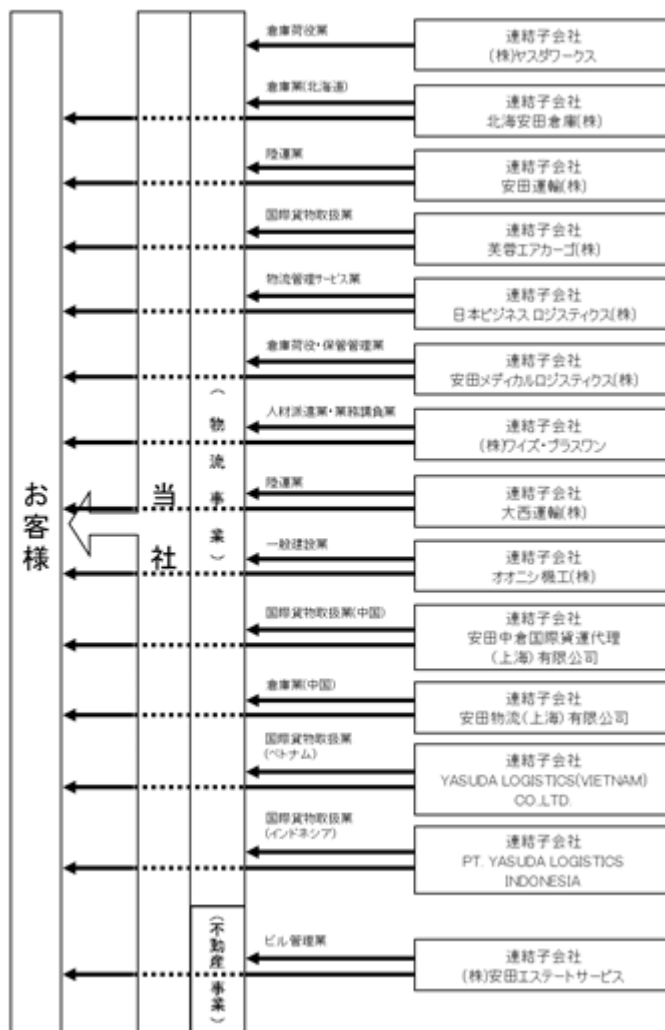 お客様
当社
(物流事業)
(不動産事業)
倉庫荷役業
連結子会社
(株)ヤスダワークス
倉庫業(北海道)
連結子会社
北海安田倉庫(株)
陸運業
連結子会社
安田運輸(株)
国際貨物取扱業
連結子会社
芙蓉エアカーゴ(株)
物流管理サービス業
連結子会社
日本ビジネス ロジスティクス(株)
倉庫荷役・保管管理業
連結子会社
安田メディカルロジスティクス(株)
人材派遣業・業務請負業
連結子会社
(株)ワイズ・プラスワン
陸運業
連結子会社
大西運輸(株)
一般建設業
連結子会社
オオニシ機工(株)
国際貨物取扱業(中国)
連結子会社
安田中倉国際貨運代理
(上海)有限公司
倉庫業(中国)
連結子会社
安田物流(上海)有限公司
国際貨物取扱業
(ベトナム)
連結子会社
YASUDA LOGISTICS(VIETNAM)
CO.,LTD.
国際貨物取扱業
(インドネシア)
連結子会社
PT. YASUDA LOGISTICS
INDONESIA
ビル管理業
連結子会社
(株)安田エステートサービス